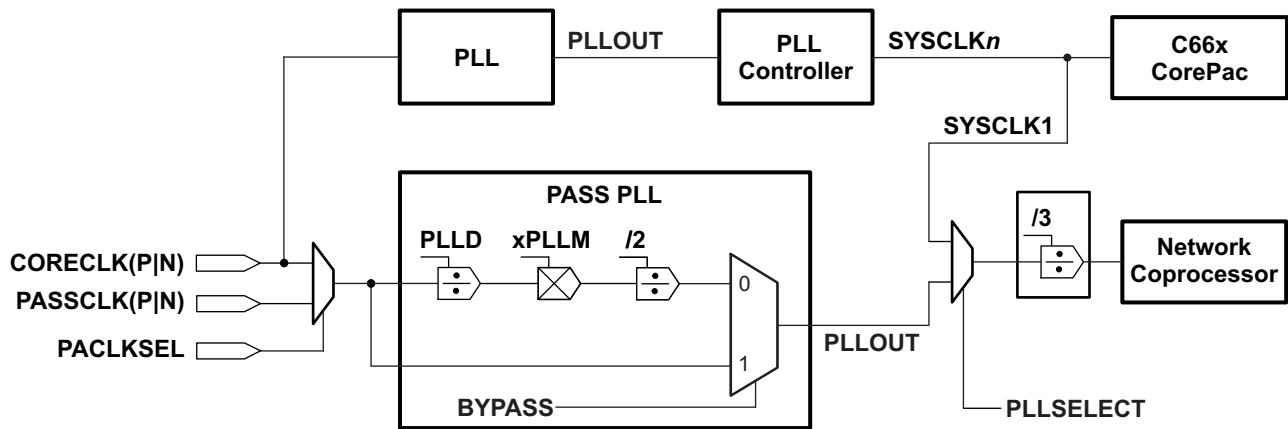 PLL
PLLOUT
PLL
Controller
SYSCLKn
C66x
CorePac
SYSCLK1
PASS PLL
PLLD
xPLLM
/2
/3
CORECLK(P|N)
PASSCLK(P|N)
PACLKSEL
0
1
PLLOUT
Network
Coprocessor
BYPASS
PLLSELECT